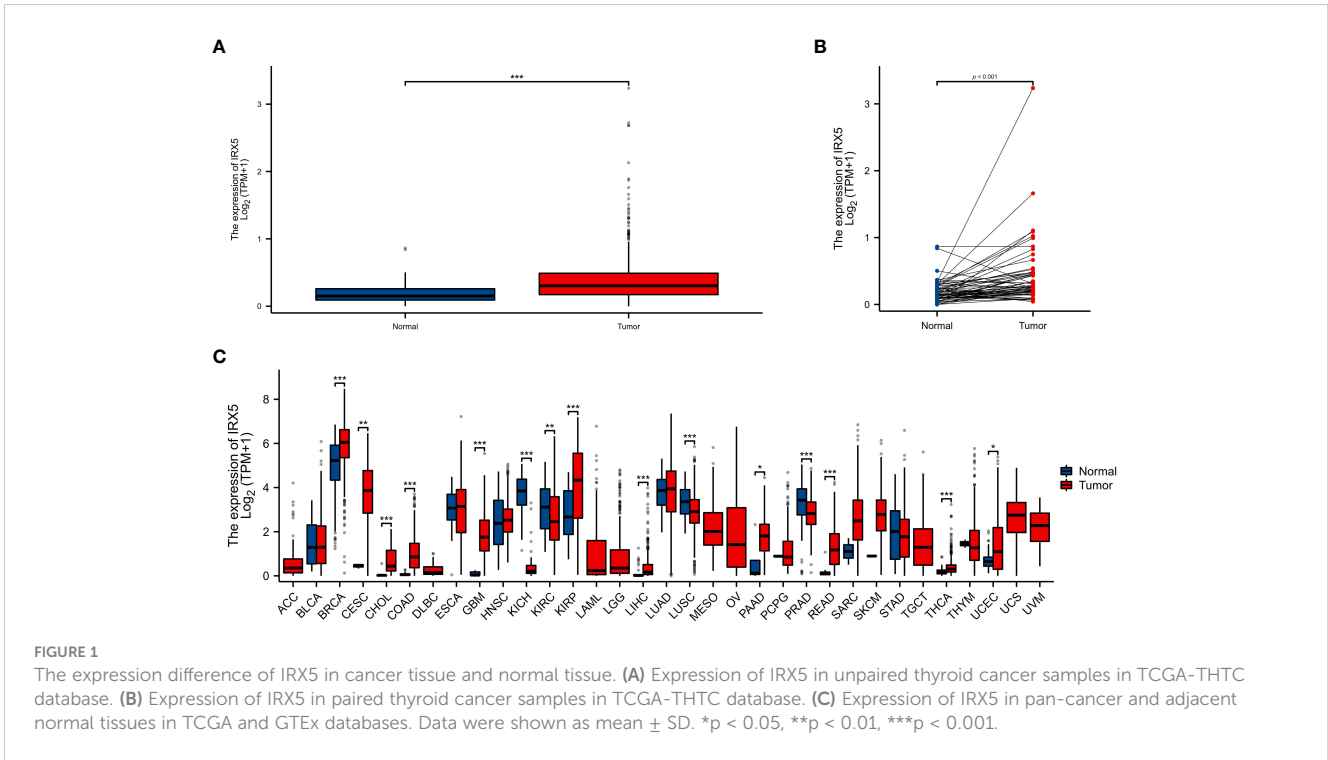 A
B
***
p < 0.001
The expression of IRX5
Log2 (TPM+1)
3
2
1
0
Normal
Tumor
The expression of IRX5
Log2 (TPM+1)
3
2
1
0
Normal
Tumor
C
The expression of IRX5
Log2 (TPM+1)
8
6
4
2
0
***
**
***
***
***
***
**
***
***
***
*
***
***
***
*
Normal
Tumor
ACC
BLCA
BRCA
CESC
CHOL
COAD
DLBC
ESCA
GBM
HNSC
KICH
KIRC
KIRP
LAML
LGG
LIHC
LUAD
LUSC
MESO
OV
PAAD
PCPG
PRAD
READ
SARC
SKCM
STAD
TGCT
THCA
THYM
UCEC
UCS
UVM
FIGURE 1
The expression difference of IRX5 in cancer tissue and normal tissue. (A) Expression of IRX5 in unpaired thyroid cancer samples in TCGA-THTC
database. (B) Expression of IRX5 in paired thyroid cancer samples in TCGA-THTC database. (C) Expression of IRX5 in pan-cancer and adjacent
normal tissues in TCGA and GTEx databases. Data were shown as mean ± SD. *p < 0.05, **p < 0.01, ***p < 0.001.